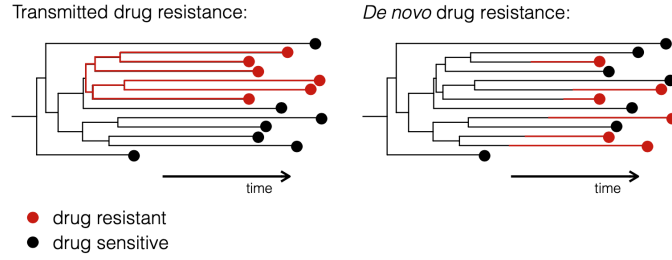 Transmitted drug resistance:
De novo drug resistance:
time
time
drug resistant
drug sensitive